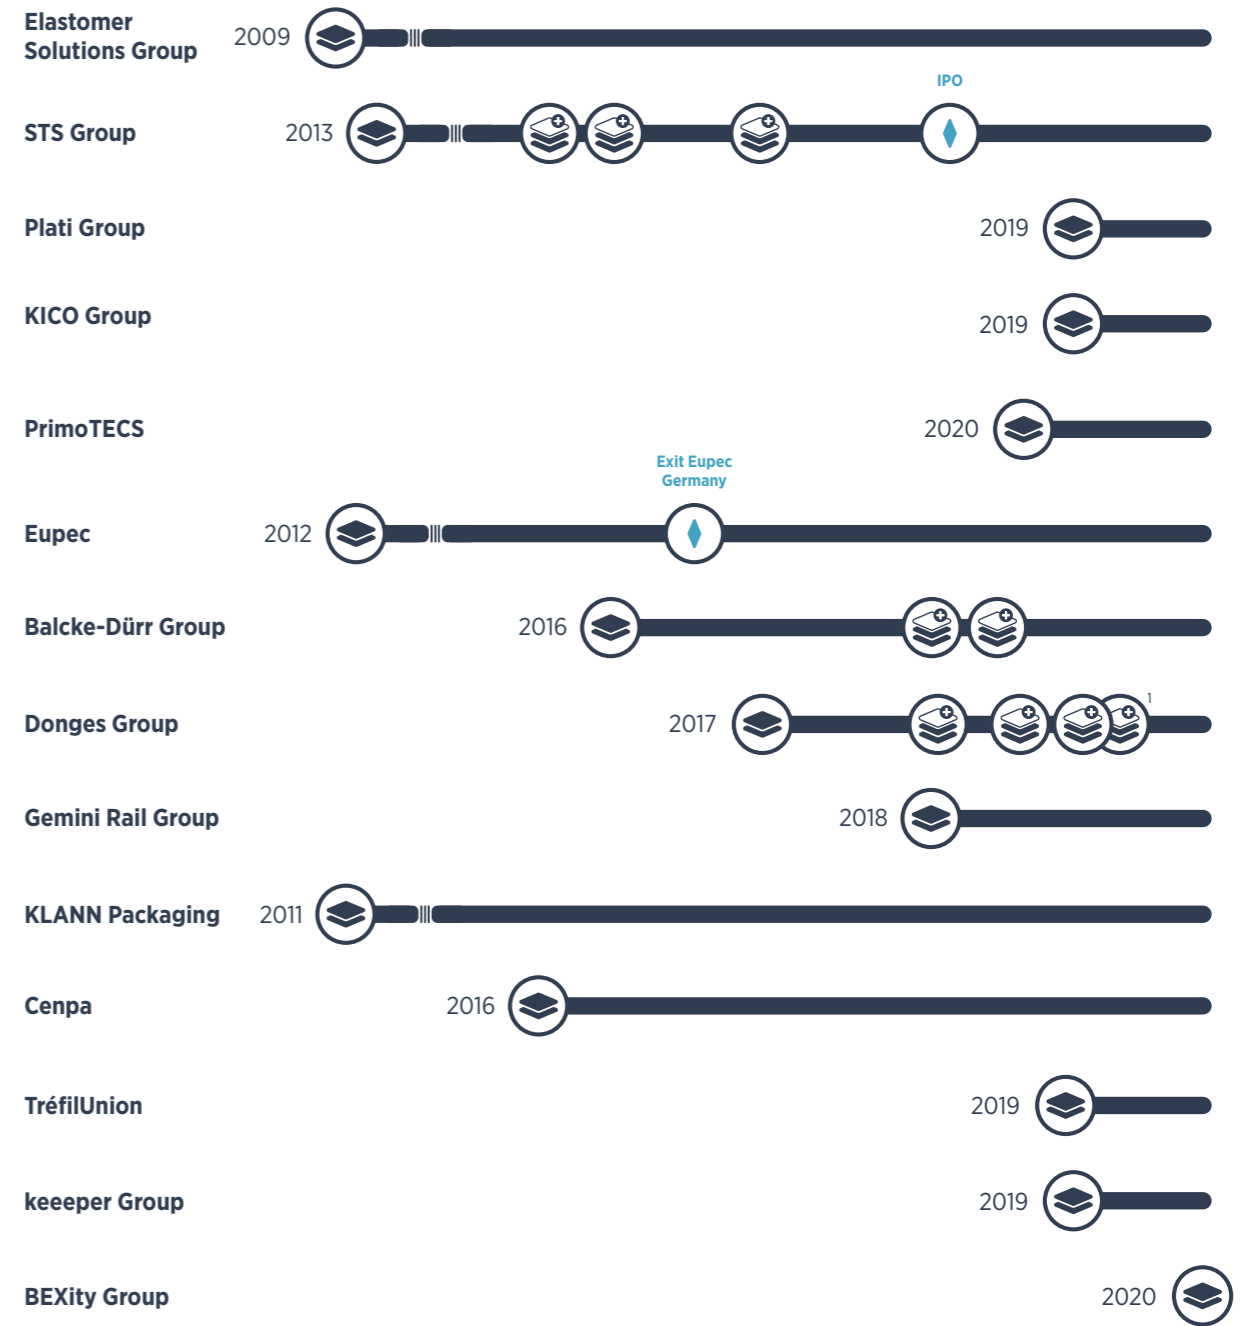 Elastomer
Solutions Group
2009
IPO
STS Group
2013
Plati Group
2019
KICO Group
2019
PrimoTECS
2020
Exit Eupec
Germany
Eupec
2012
Balcke-Dürr Group
2016
Donges Group
2017
1
Gemini Rail Group
2018
KLANN Packaging
2011
Cenpa
2016
TréfilUnion
2019
keeeper Group
2019
BEXity Group
2020